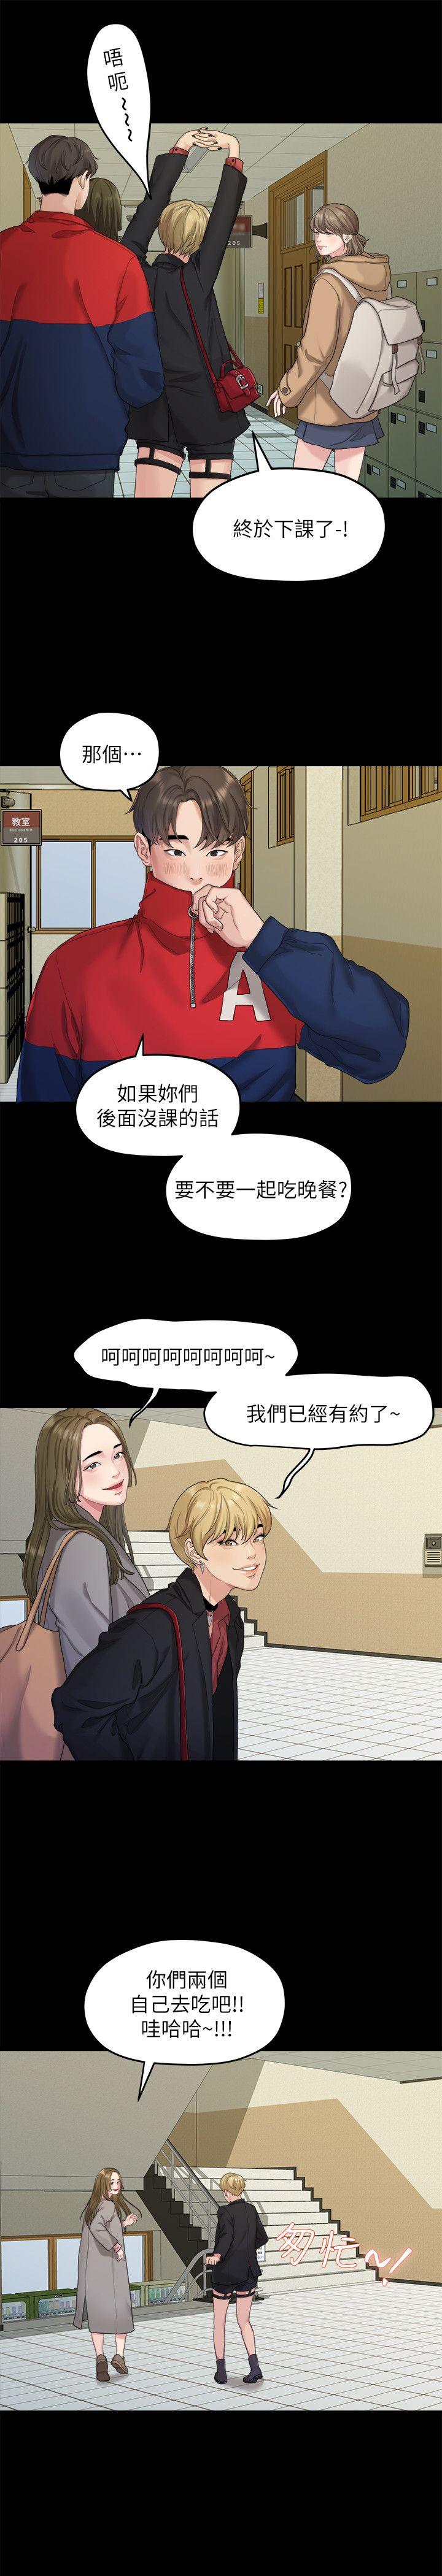 唔
呃
~~~
205
終於下課了-!
那個…
教室
205
A
如果妳們
後面沒課的話
要不要一起吃晚餐?
呵呵呵呵呵呵呵呵~
我們已經有約了~
你們兩個
自己去吃吧!!
哇哈哈~!!!
匆忙~!